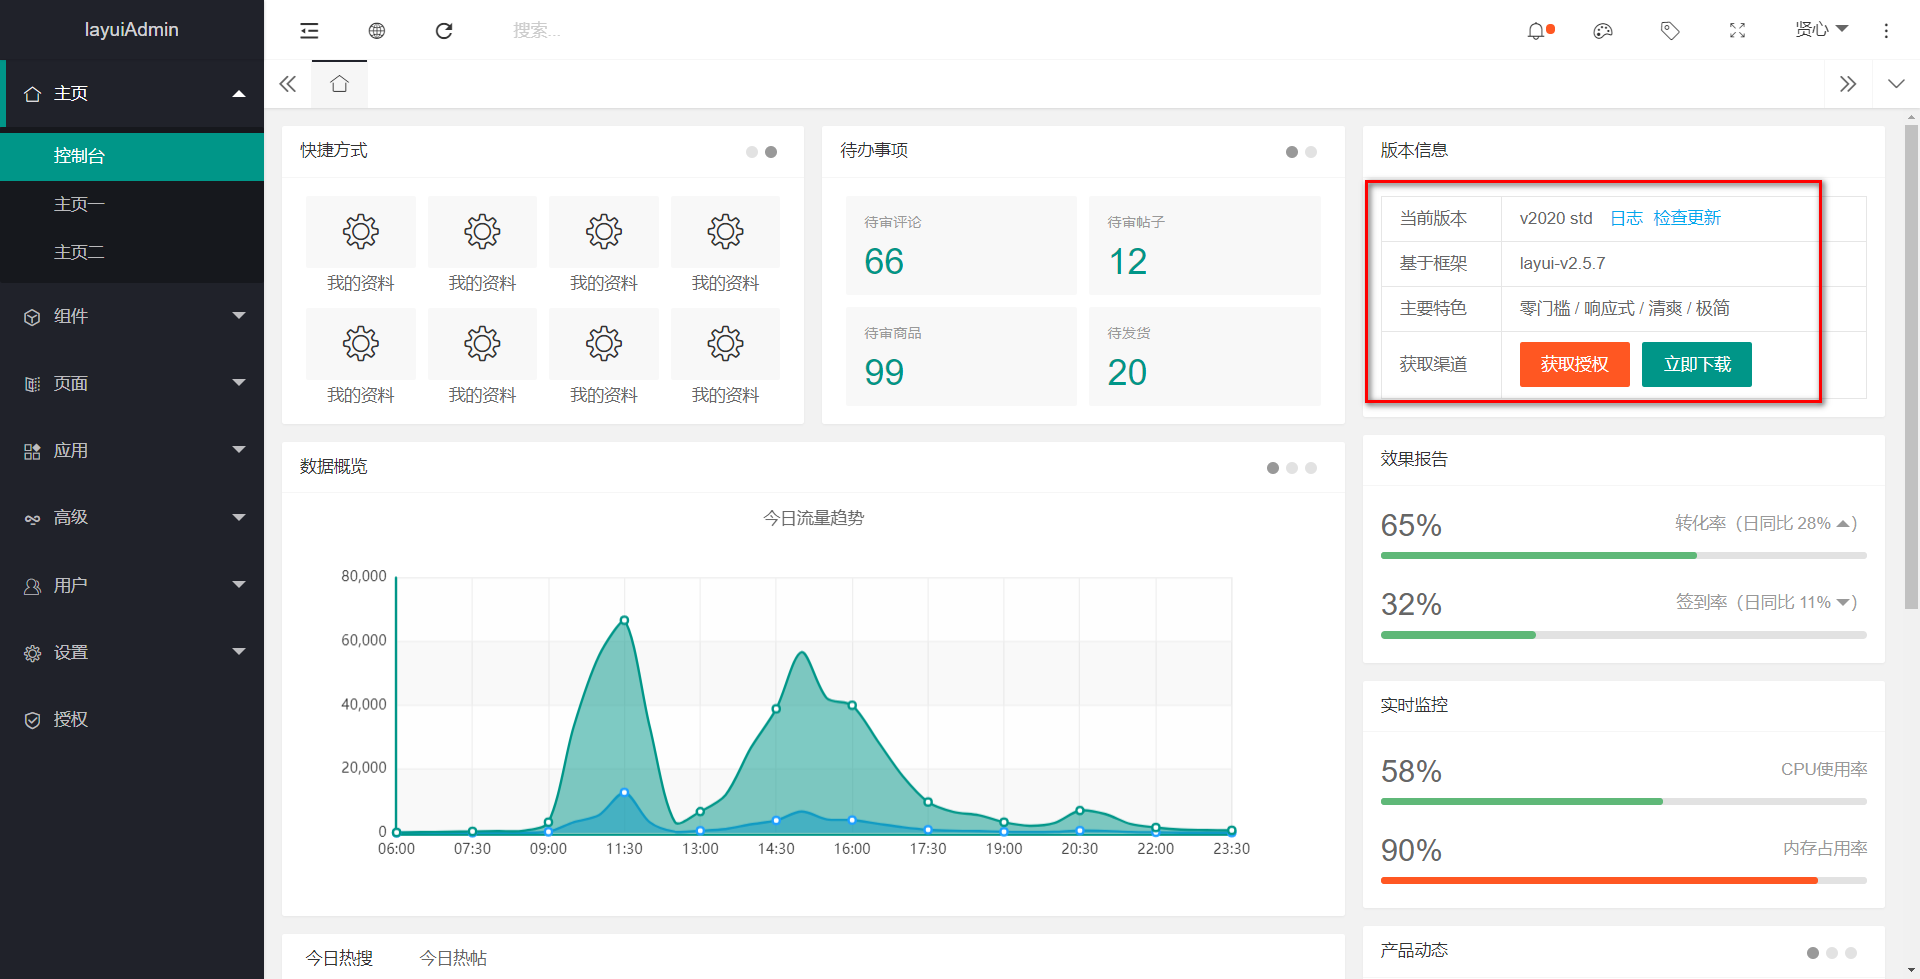 layuiAdmin
搜索...
贤心
主页
控制台
主页一
主页二
组件
页面
应用
高级
用户
设置
授权
快捷方式
我的资料 我的资料 我的资料 我的资料
我的资料 我的资料 我的资料 我的资料
待办事项
待审评论 待审帖子
66 12
待审商品 待发货
99 20
版本信息
当前版本 v2020 std 日志 检查更新
基于框架 layui-v2.5.7
主要特色 零门槛 / 响应式 / 清爽 / 极简
获取渠道 获取授权 立即下载
数据概览
今日流量趋势
80,000
60,000
40,000
20,000
0
06:00 07:30 09:00 11:30 13:00 14:30 16:00 17:30 19:00 20:30 22:00 23:30
效果报告
65% 转化率（日同比 28%）
32% 签到率（日同比 11%）
实时监控
58% CPU使用率
90% 内存占用率
今日热搜 今日热帖
产品动态